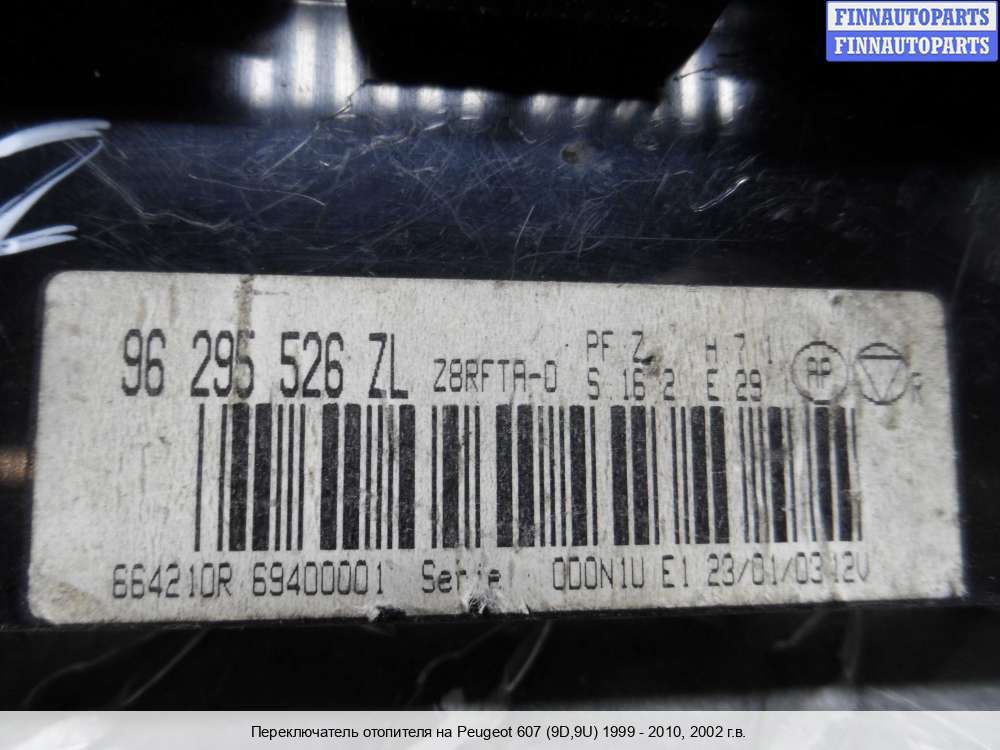 FINNAUTOPARTS
FINNAUTOPARTS
96 295 526 ZL Z8RFTA-0
PF Z H 7 1
S 16 2 E 29
AP R
664210R 69400001 Serie 0D0N1U E1 23/01/03 12V
Переключатель отопителя на Peugeot 607 (9D,9U) 1999 - 2010, 2002 г.в.